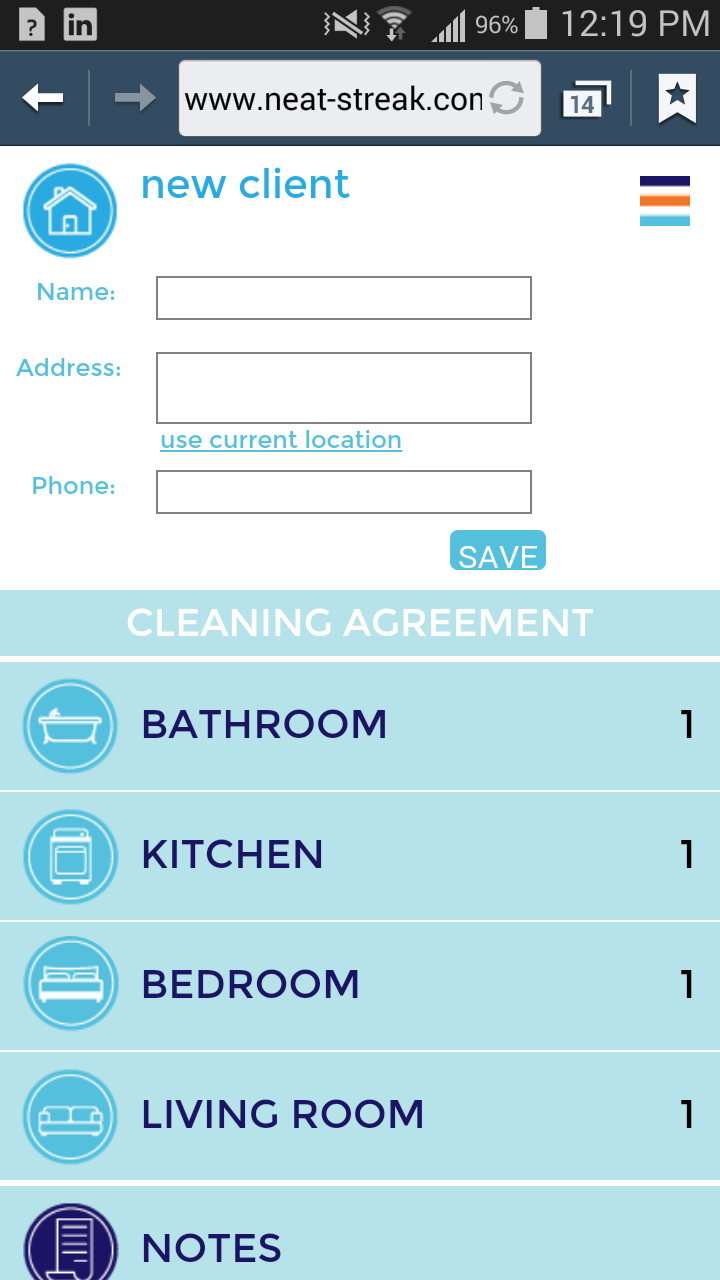 ? in 96% 12:19 PM
www.neat-streak.con 14
new client
Name:
Address:
use current location
Phone:
SAVE
CLEANING AGREEMENT
BATHROOM 1
KITCHEN 1
BEDROOM 1
LIVING ROOM 1
NOTES